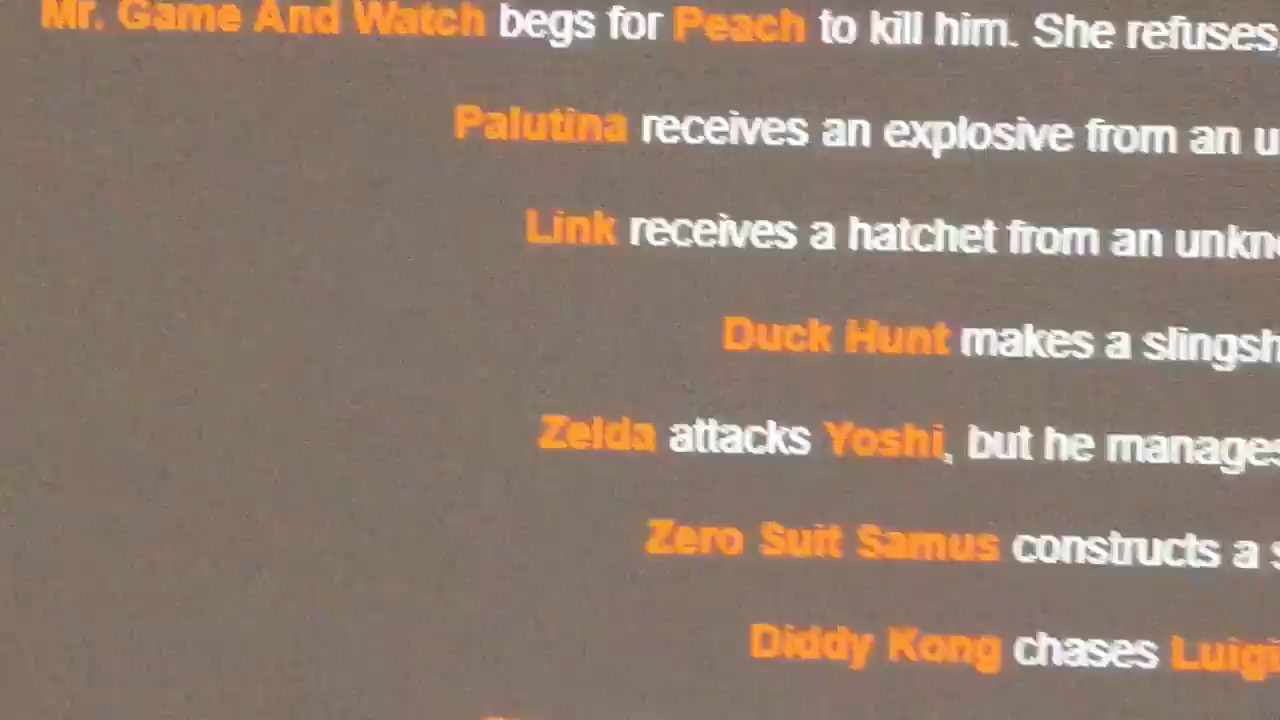 Mr. Game And Watch begs for Peach to kill him. She refuses,
Palutina receives an explosive from an
Link receives a hatchet from an
Duck Hunt makes a
Zelda attacks Yoshi, but he manages
Zero Suit Samus constructs a
Diddy Kong chases Luigi